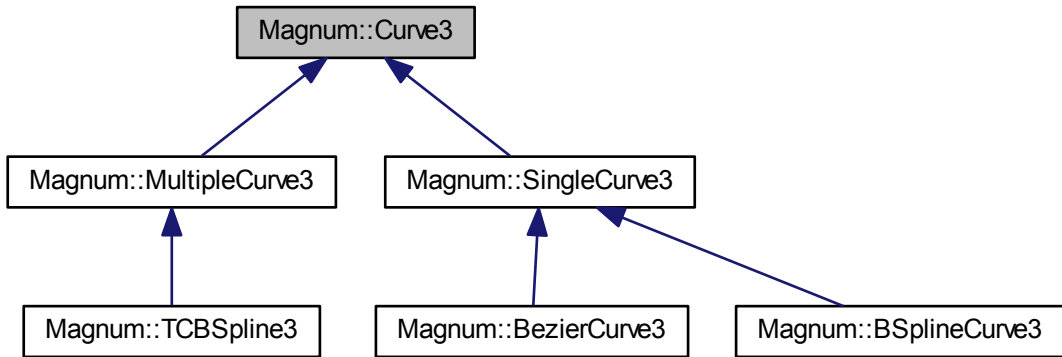 Magnum::Curve3
Magnum::MultipleCurve3
Magnum::SingleCurve3
Magnum::TCBSpline3
Magnum::BezierCurve3
Magnum::BSplineCurve3